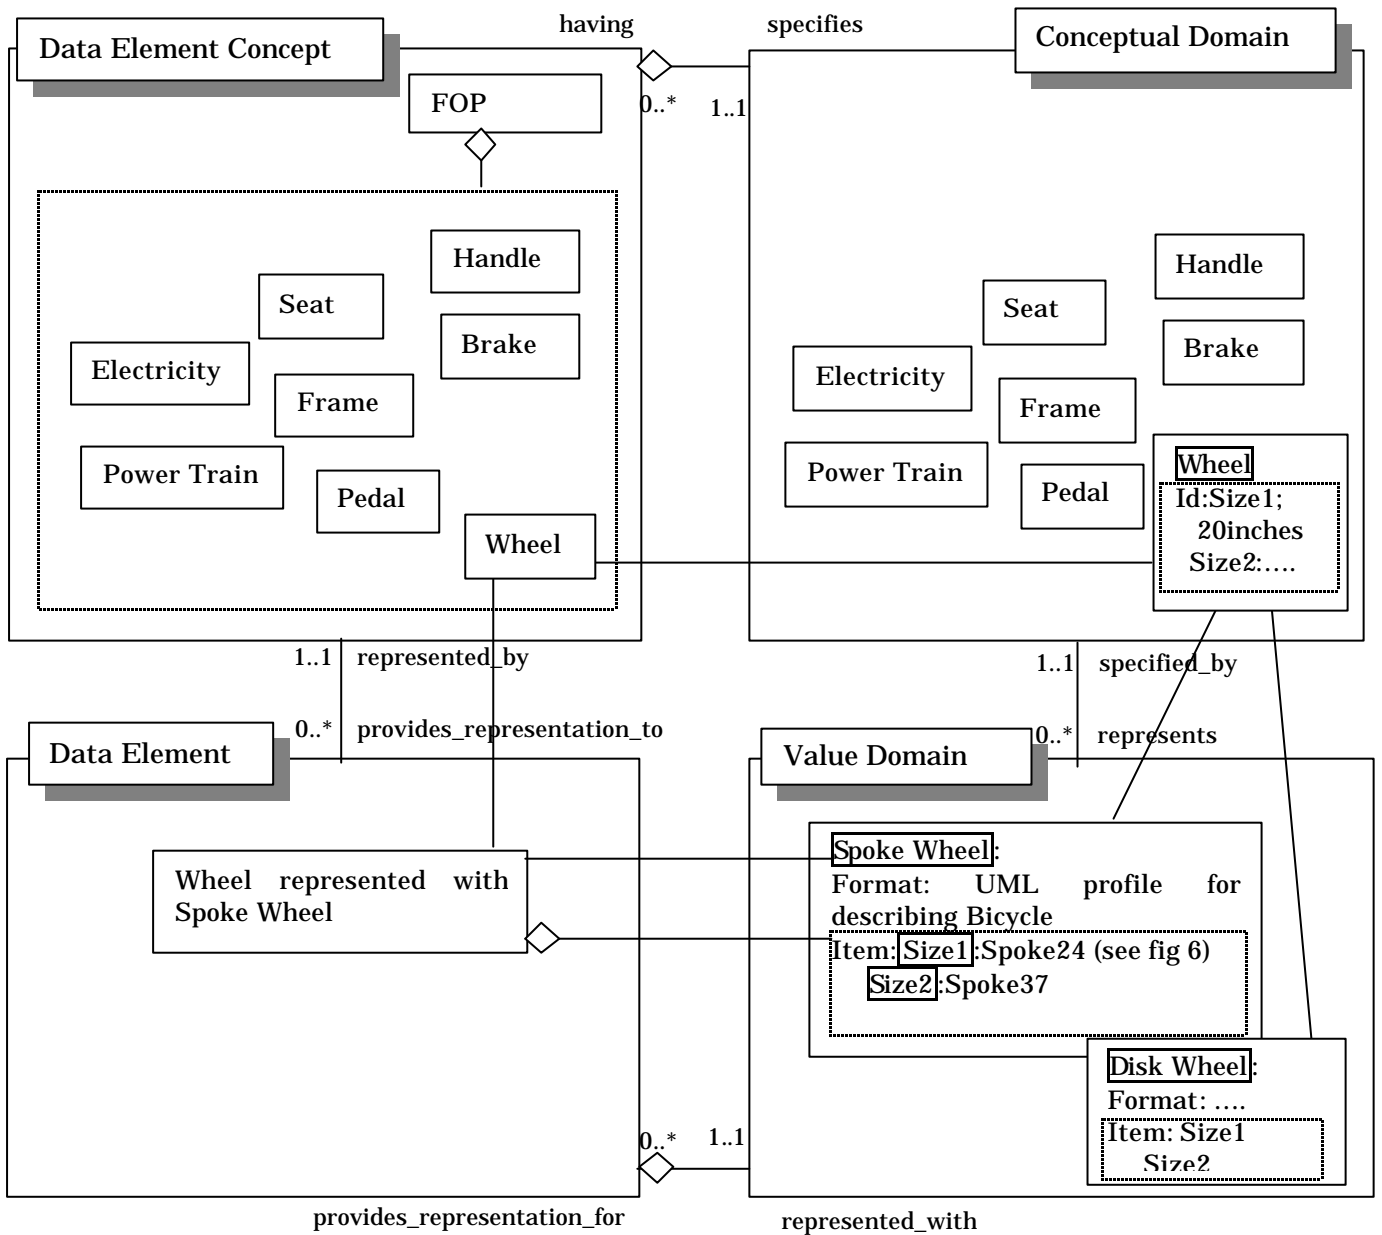 having
specifies
Data Element Concept
Conceptual Domain
0..*
1..1
FOP
Handle
Seat
Brake
Electricity
Frame
Power Train
Pedal
Wheel
Handle
Seat
Brake
Electricity
Frame
Power Train
Pedal
Wheel
Id:Size1;
20inches
Size2:....
1..1
represented_by
0..*
provides_representation_to
1..1
specified_by
0..*
represents
Data Element
Wheel represented with
Spoke Wheel
Value Domain
Spoke Wheel:
Format: UML profile for
describing Bicycle
Item: Size1:Spoke24 (see fig 6)
Size2:Spoke37
Disk Wheel:
Format: ....
Item: Size1
Size2
0..*
1..1
provides_representation_for
represented_with